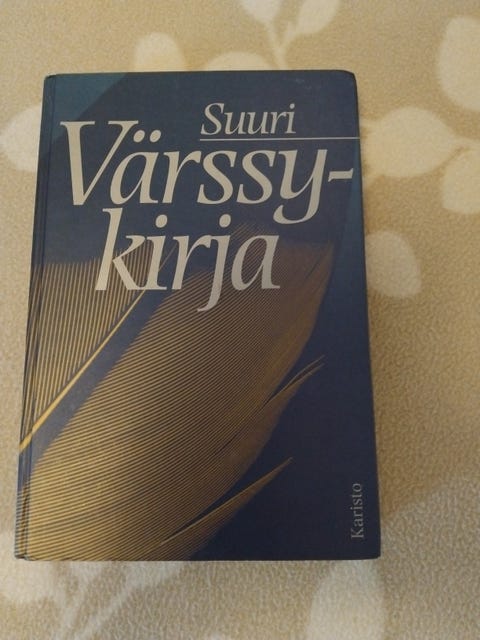 Suuri
Värssy-
kirja
Karisto